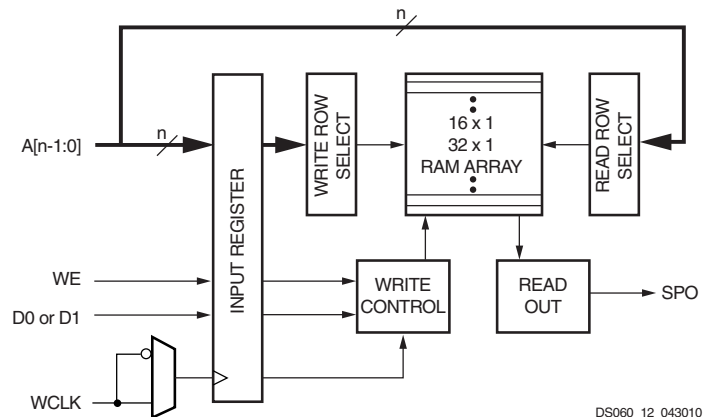 n
A[n-1:0]
n
INPUT REGISTER
WRITE ROW
SELECT
16 x 1
32 x 1
RAM ARRAY
READ ROW
SELECT
WE
D0 or D1
WCLK
WRITE
CONTROL
READ
OUT
SPO
DS060_12_043010